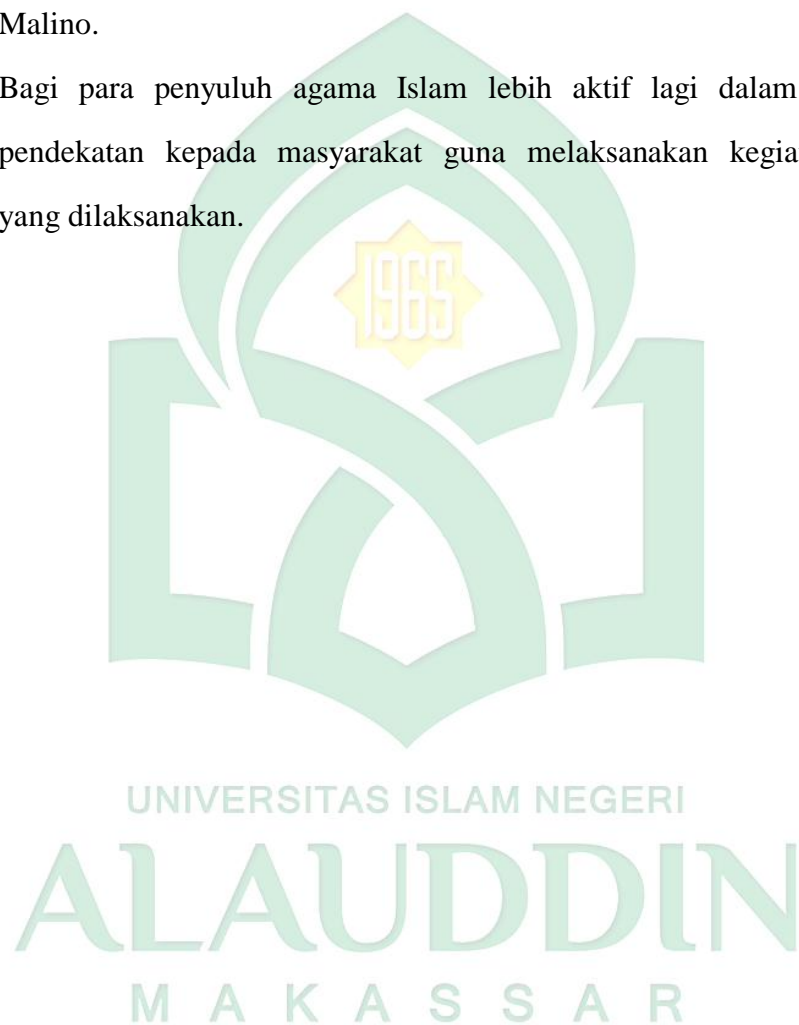 Malino.
Bagi para penyuluh agama Islam lebih aktif lagi dalam
pendekatan kepada masyarakat guna melaksanakan kegia
yang dilaksanakan.
1965
UNIVERSITAS ISLAM NEGERI
ALAUDDIN
MAKASSAR